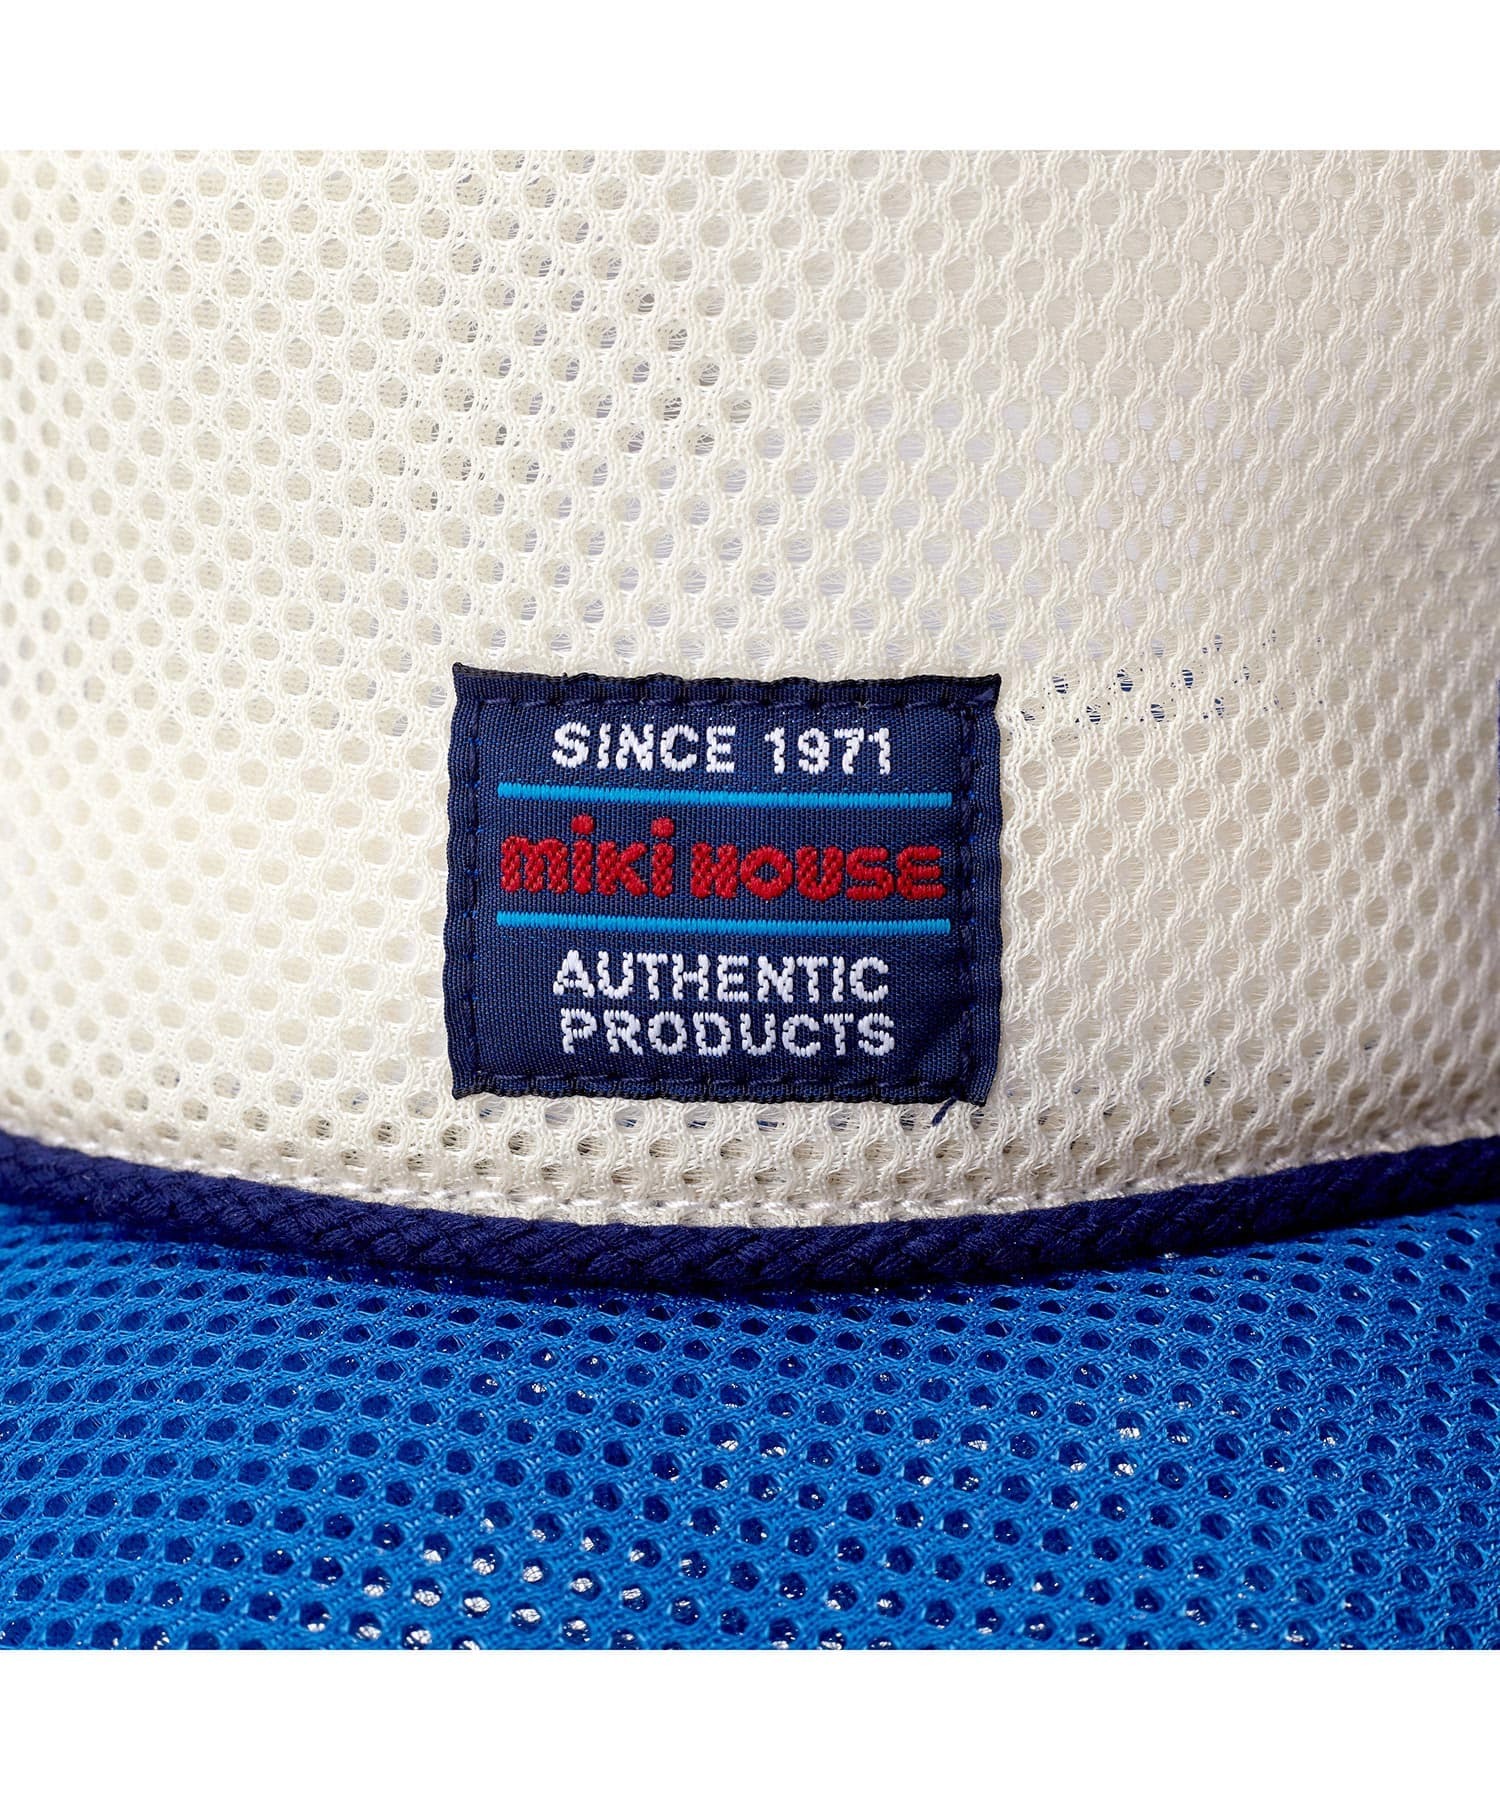 SINCE 1971
miki HOUSE
AUTHENTIC
PRODUCTS